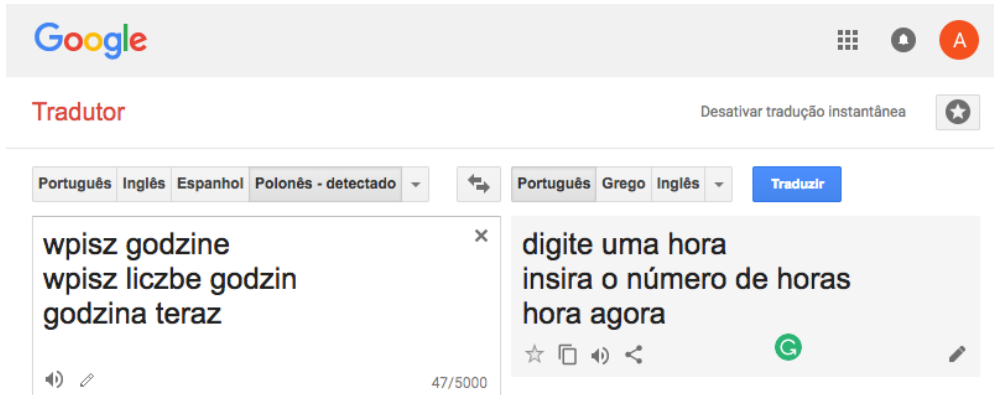 Google
A
Tradutor
Desativar tradução instantânea
Português Inglês Espanhol Polonês - detectado
Português Grego Inglês
Traduzir
wpisz godzine
wpisz liczbe godzin
godzina teraz
47/5000
digite uma hora
insira o número de horas
hora agora